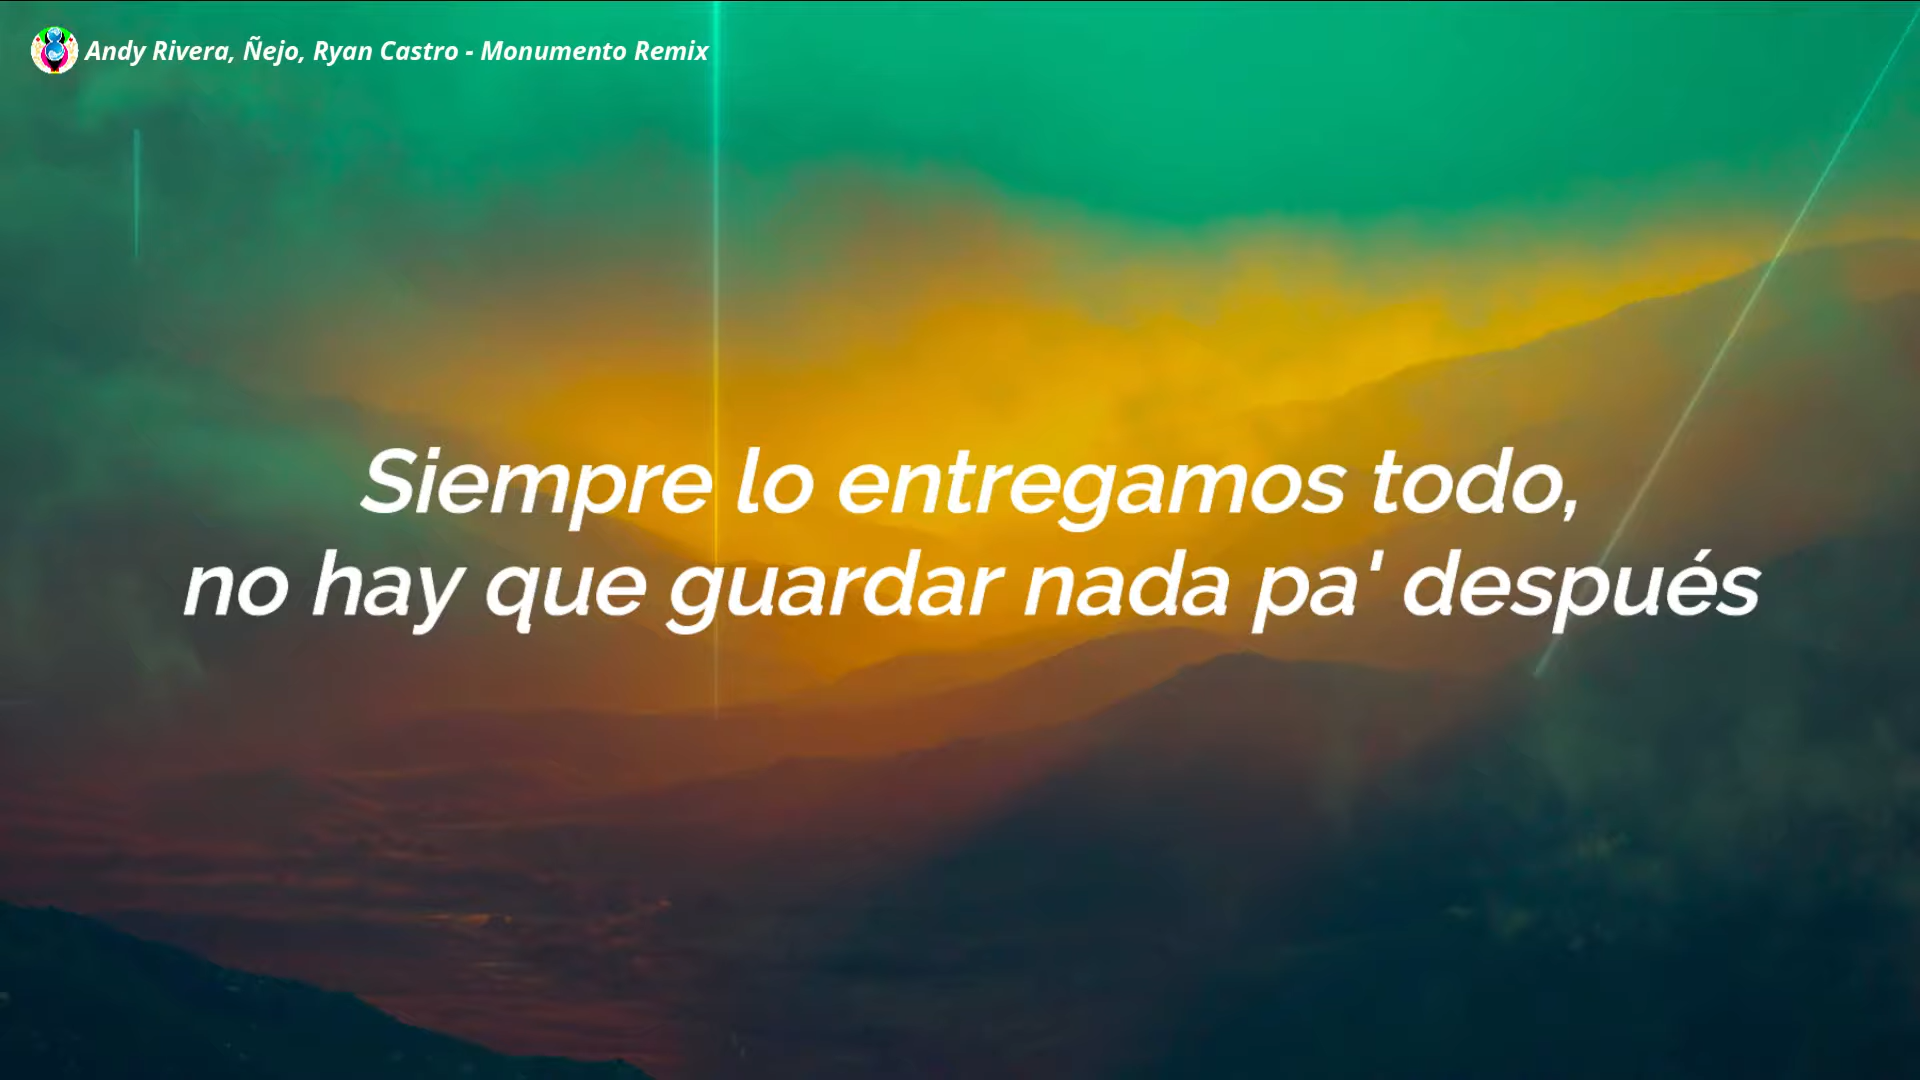 Andy Rivera, Ñejo, Ryan Castro - Monumento Remix
Siempre lo entregamos todo,
no hay que guardar nada pa' después